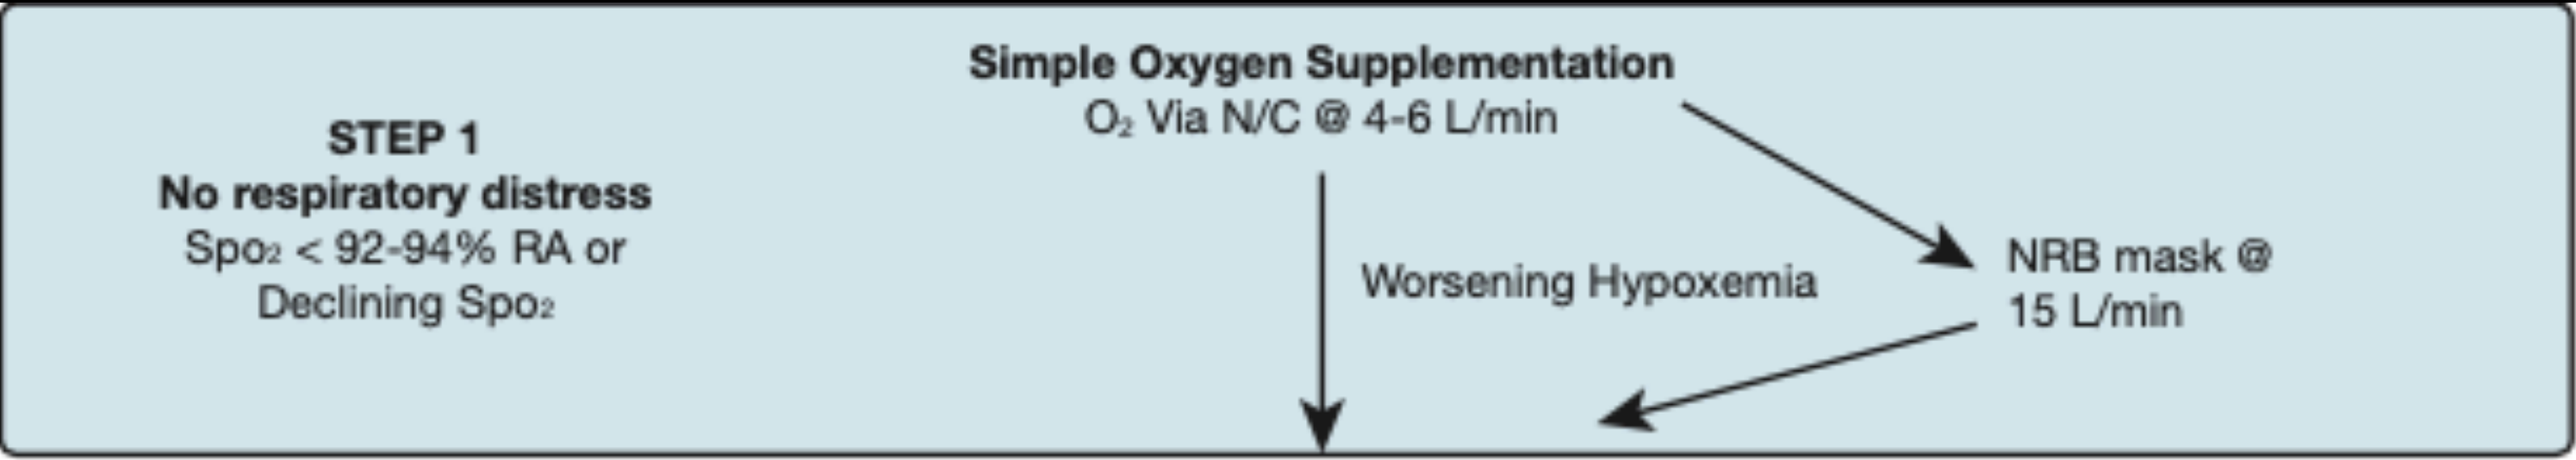 STEP 1
No respiratory distress
Spo₂ < 92-94% RA or
Declining Spo₂
Simple Oxygen Supplementation
O₂ Via N/C @ 4-6 L/min
Worsening Hypoxemia
NRB mask @
15 L/min